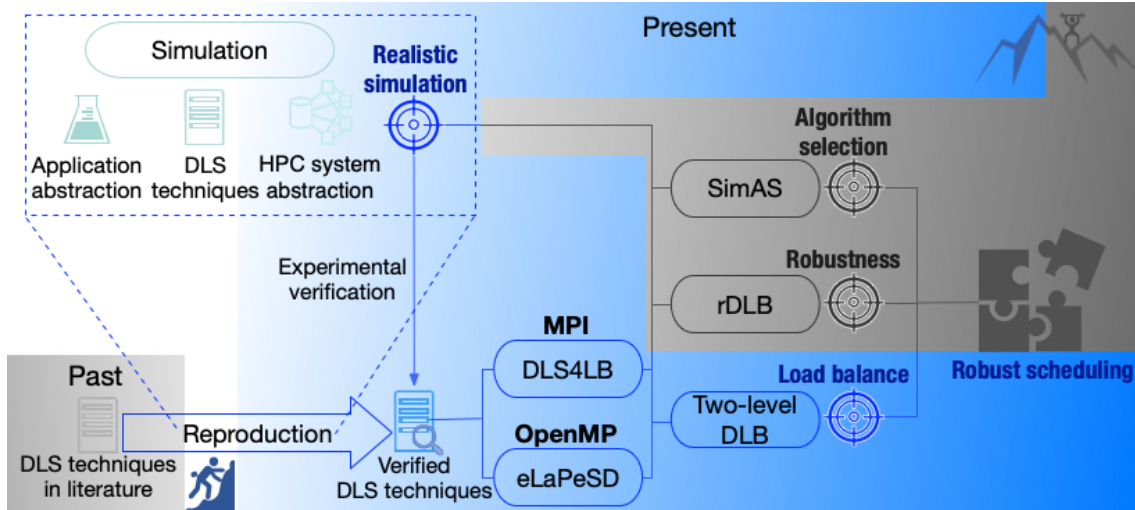 Present
Simulation
Realistic
simulation
Application
abstraction
DLS
techniques
HPC system
abstraction
Algorithm
selection
SimAS
Experimental
verification
Robustness
rDLB
MPI
DLS4LB
Past
Load balance
Robust scheduling
Two-level
DLB
Reproduction
OpenMP
eLaPeSD
DLS techniques
in literature
Verified
DLS techniques